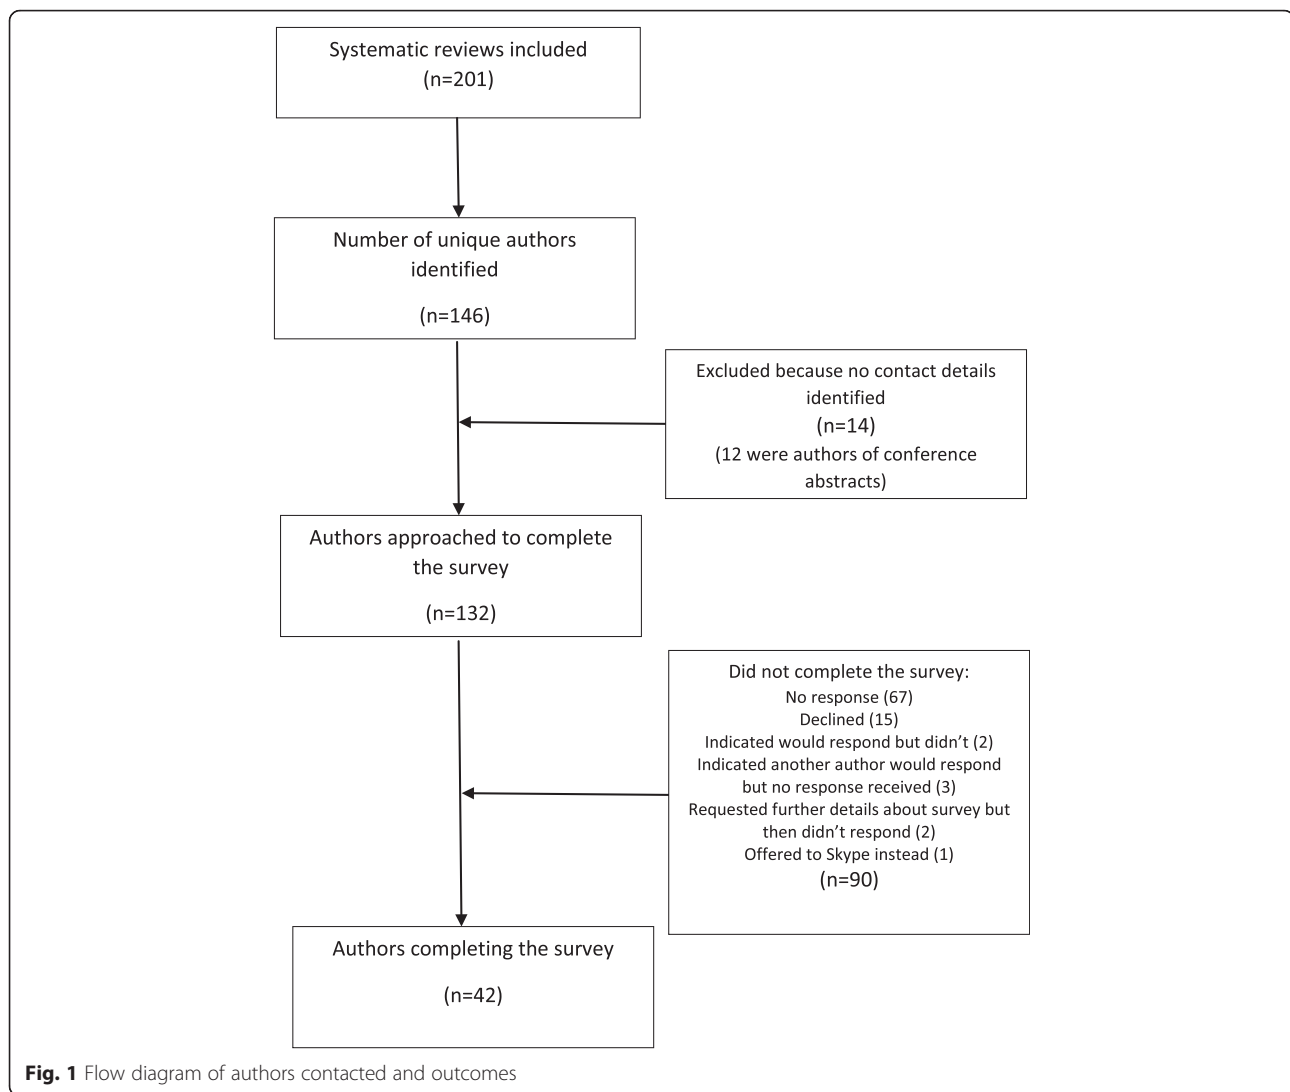 Systematic reviews included
(n=201)
Number of unique authors
identified
(n=146)
Excluded because no contact details
identified
(n=14)
(12 were authors of conference
abstracts)
Authors approached to complete
the survey
(n=132)
Did not complete the survey:
No response (67)
Declined (15)
Indicated would respond but didn’t (2)
Indicated another author would respond
but no response received (3)
Requested further details about survey but
then didn’t respond (2)
Offered to Skype instead (1)
(n=90)
Authors completing the survey
(n=42)
Fig. 1 Flow diagram of authors contacted and outcomes